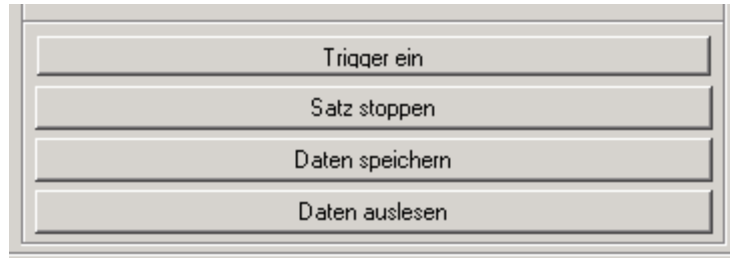 Trigger ein
Satz stoppen
Daten speichern
Daten auslesen